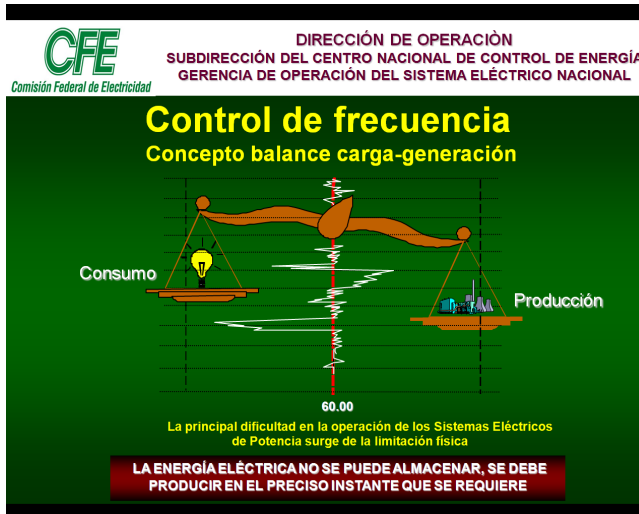 CFE
Comisión Federal de Electricidad
DIRECCIÓN DE OPERACIÒN
SUBDIRECCIÓN DEL CENTRO NACIONAL DE CONTROL DE ENERGÍA
GERENCIA DE OPERACIÓN DEL SISTEMA ELÉCTRICO NACIONAL
Control de frecuencia
Concepto balance carga-generación
Consumo
Producción
60.00
La principal dificultad en la operación de los Sistemas Eléctricos
de Potencia surge de la limitación física
LA ENERGÍA ELÉCTRICA NO SE PUEDE ALMACENAR, SE DEBE
PRODUCIR EN EL PRECISO INSTANTE QUE SE REQUIERE